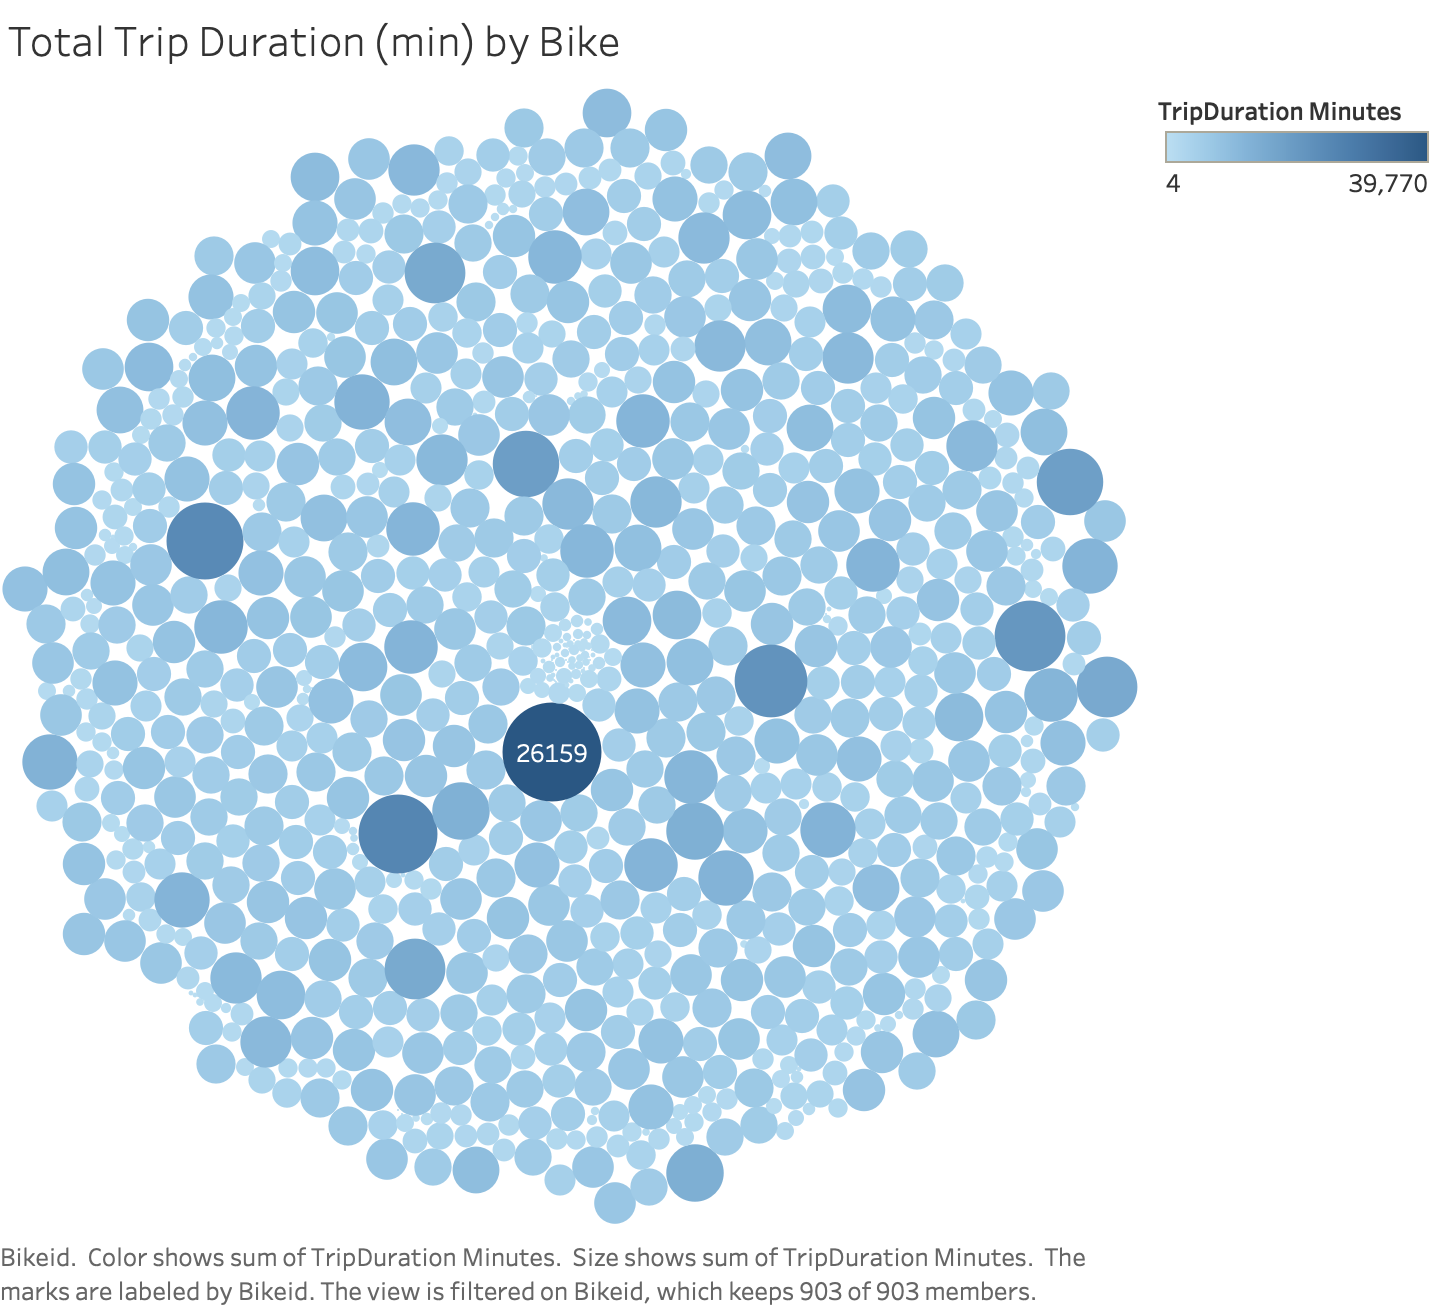 Total Trip Duration (min) by Bike
TripDuration Minutes
4 39,770
26159
Bikeid. Color shows sum of TripDuration Minutes. Size shows sum of TripDuration Minutes. The
marks are labeled by Bikeid. The view is filtered on Bikeid, which keeps 903 of 903 members.